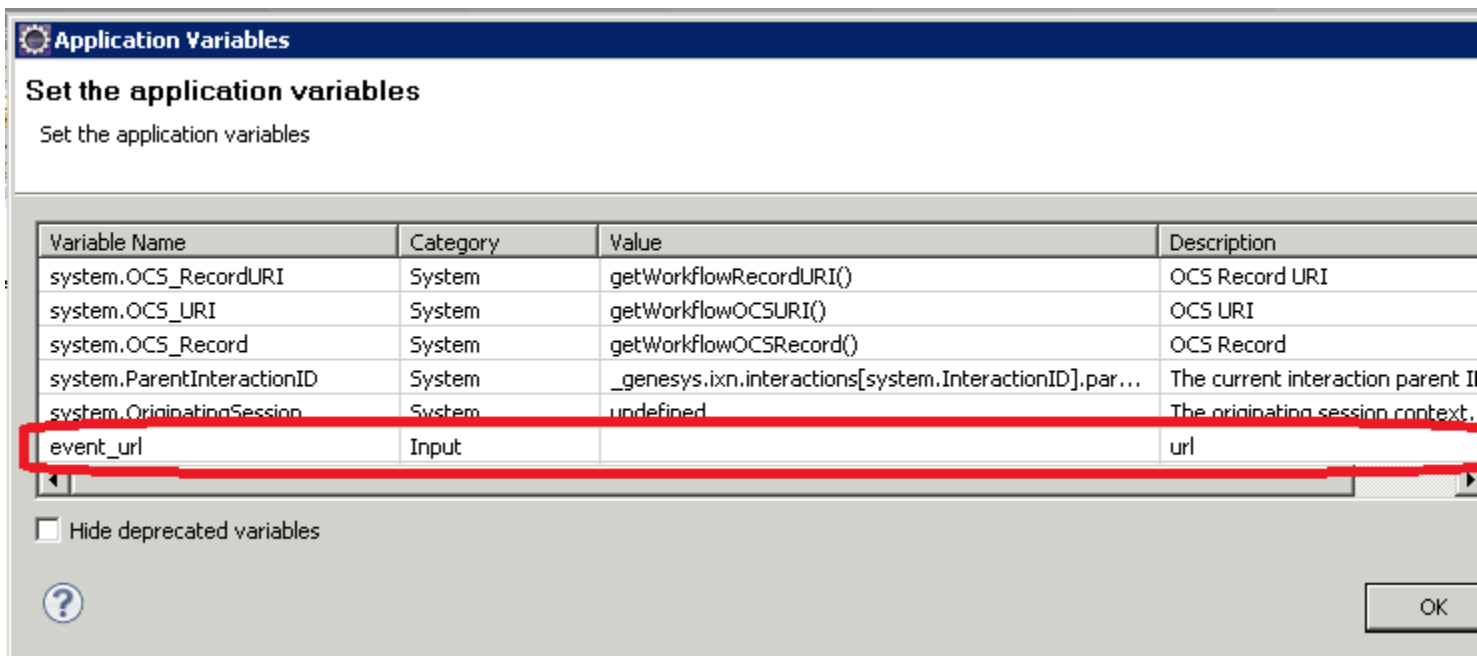 Application Variables
Set the application variables
Set the application variables
Variable Name Category Value Description
system.OCS_RecordURI System getWorkflowRecordURI() OCS Record URI
system.OCS_URI System getWorkflowOCSURI() OCS URI
system.OCS_Record System getWorkflowOCSRecord() OCS Record
system.ParentInteractionID System _genesys.ixn.interactions[system.InteractionID].par... The current interaction parent I
system.OriginatingSession System undefined The originating session context.
event_url Input url
Hide deprecated variables
?
OK